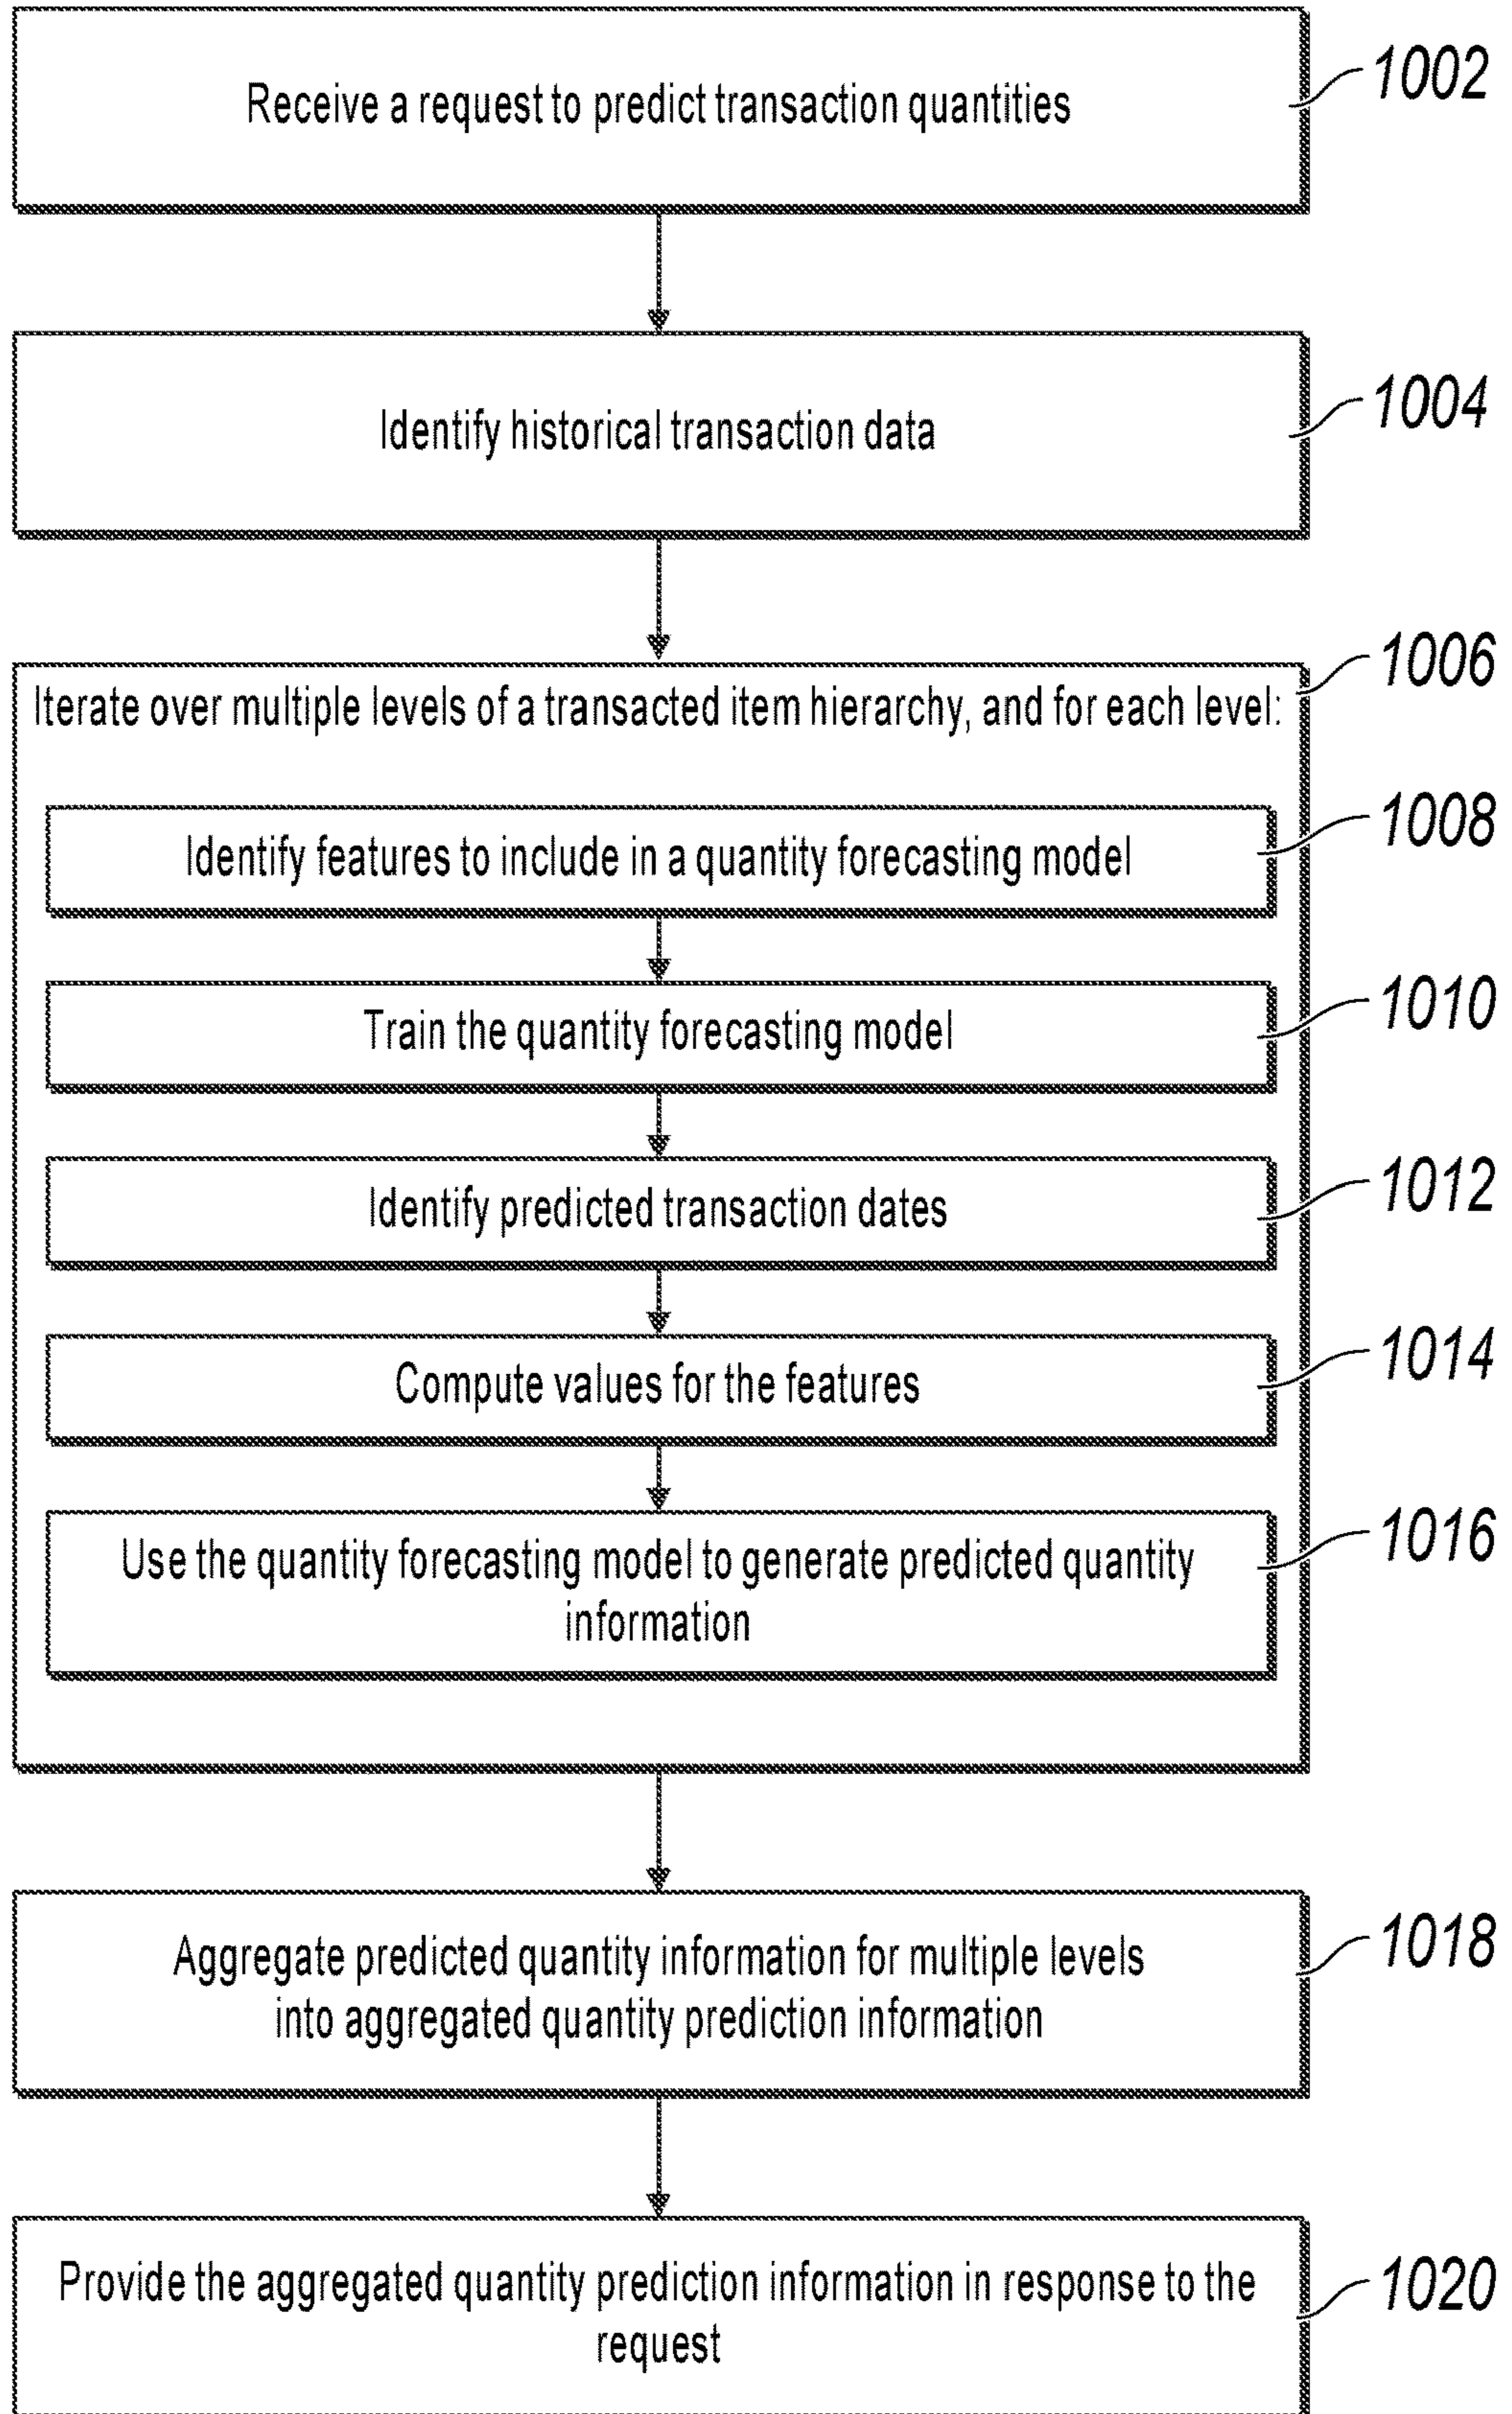 Receive a request to predict transaction quantities
1002
Identify historical transaction data
1004
1006
Iterate over multiple levels of a transacted item hierarchy, and for each level:
1008
Identify features to include in a quantity forecasting model
1010
Train the quantity forecasting model
1012
Identify predicted transaction dates
1014
Compute values for the features
1016
Use the quantity forecasting model to generate predicted quantity
information
1018
Aggregate predicted quantity information for multiple levels
into aggregated quantity prediction information
1020
Provide the aggregated quantity prediction information in response to the
request